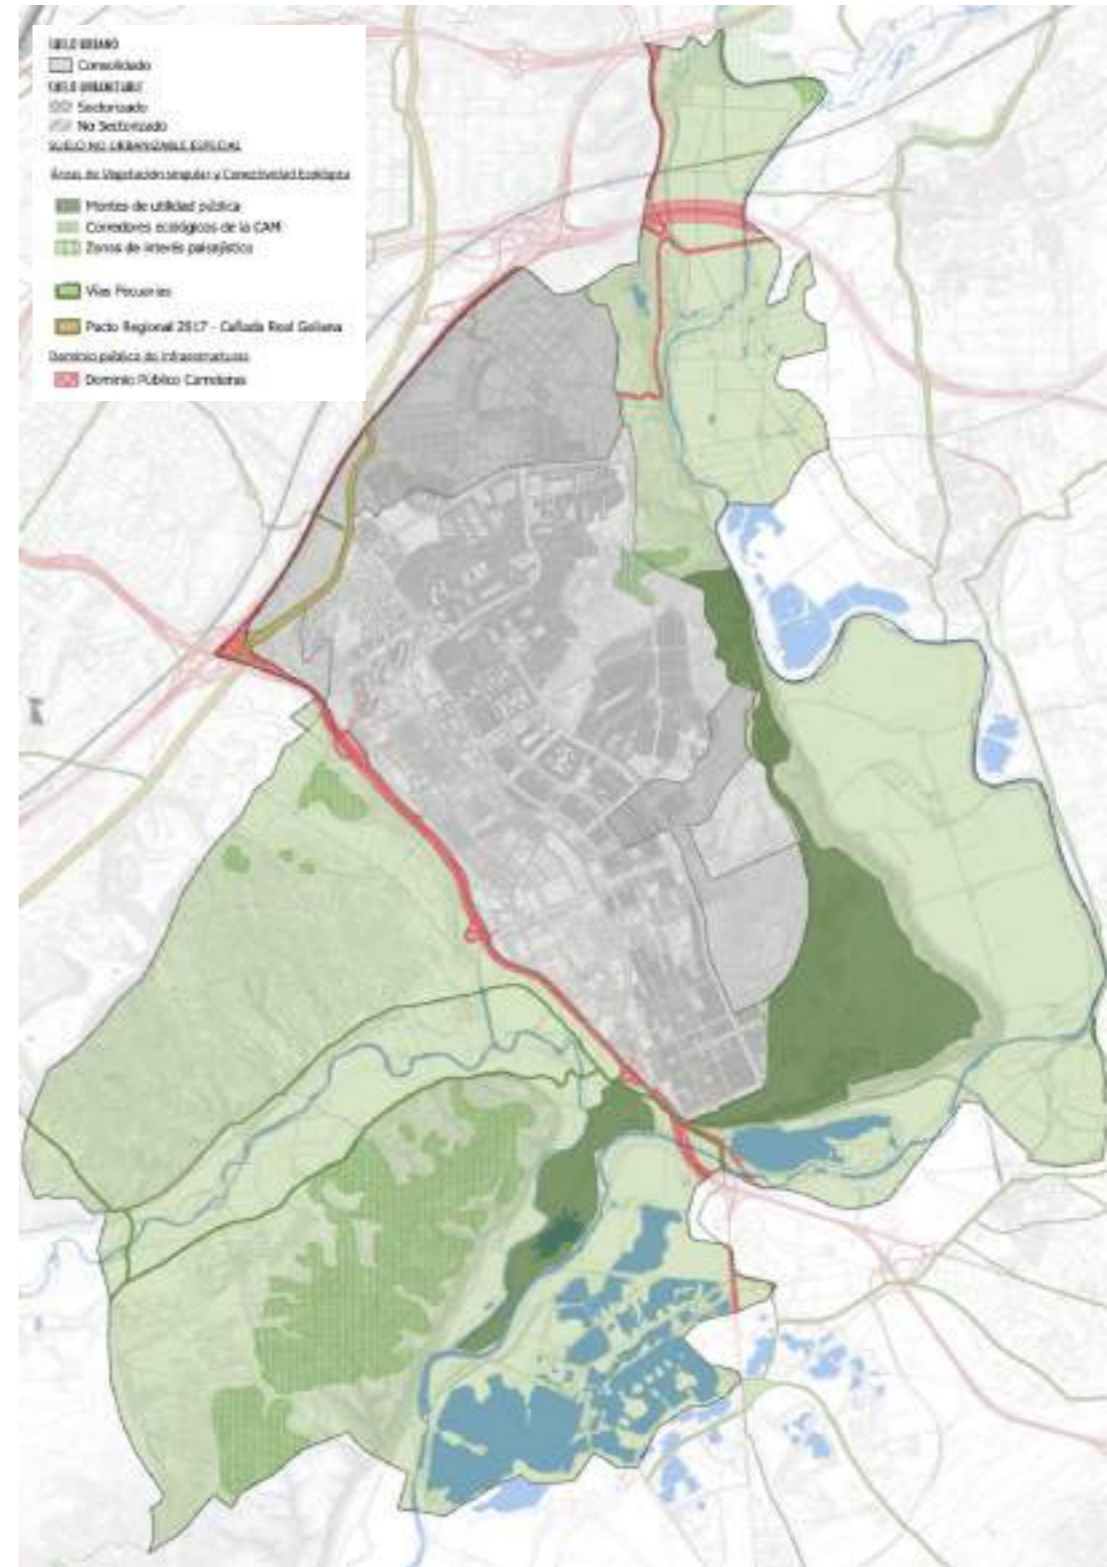 SUELO URBANO
Consolidado
SUELO URBANIZABLE
Sectorizado
No Sectorizado
SUELO NO URBANIZABLE ESPECIAL
Áreas de Vegetación singular y Conectividad Ecológica
Montes de utilidad pública
Corredores ecológicos de la CAM
Zonas de interés paisajístico
Vías Pecuarias
Pacto Regional 2017 - Cañada Real Galiana
Dominio público de infraestructuras
Dominio Público Carreteras